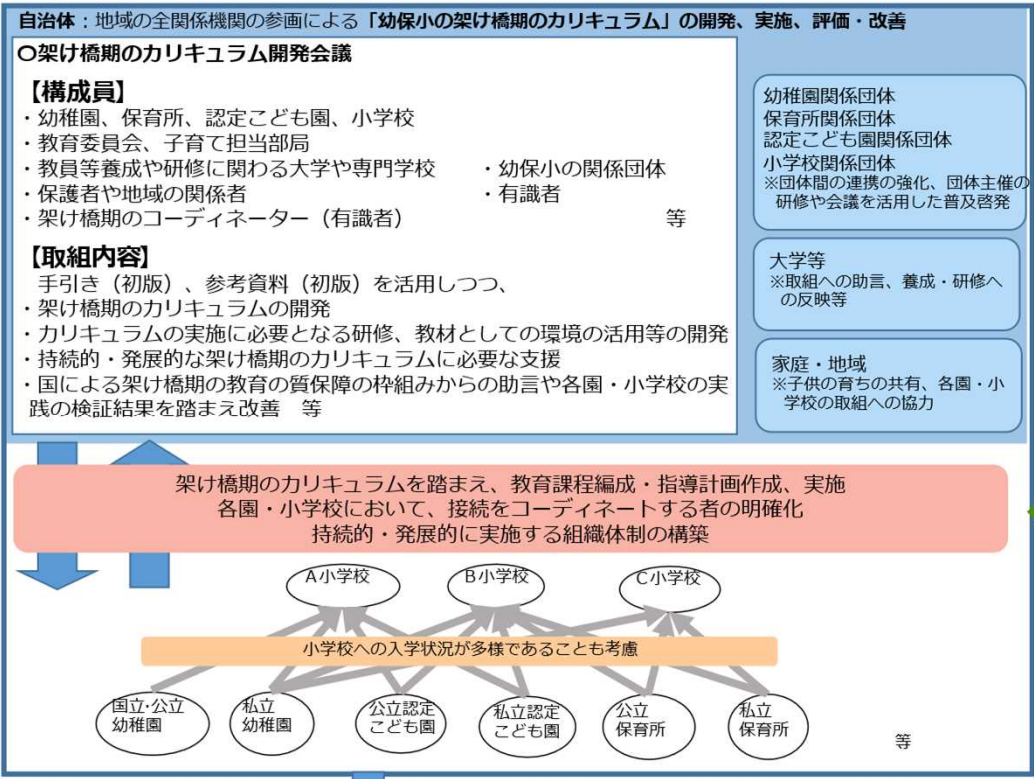 自治体：地域の全関係機関の参画による「幼保小の架け橋期のカリキュラム」の開発、実施、評価・改善
〇架け橋期のカリキュラム開発会議
【構成員】
・幼稚園、保育所、認定こども園、小学校
・教育委員会、子育て担当部局
・教員等養成や研修に関わる大学や専門学校　・幼保小の関係団体
・保護者や地域の関係者　・有識者
・架け橋期のコーディネーター（有識者）　等
【取組内容】
手引き（初版）、参考資料（初版）を活用しつつ、
・架け橋期のカリキュラムの開発
・カリキュラムの実施に必要となる研修、教材としての環境の活用等の開発
・持続的・発展的な架け橋期のカリキュラムに必要な支援
・国による架け橋期の教育の質保障の枠組みからの助言や各園・小学校の実
践の検証結果を踏まえ改善　等
幼稚園関係団体
保育所関係団体
認定こども園関係団体
小学校関係団体
※団体間の連携の強化、団体主催の
研修や会議を活用した普及啓発
大学等
※取組への助言、養成・研修へ
の反映等
家庭・地域
※子供の育ちの共有、各園・小
学校の取組への協力
架け橋期のカリキュラムを踏まえ、教育課程編成・指導計画作成、実施
各園・小学校において、接続をコーディネートする者の明確化
持続的・発展的に実施する組織体制の構築
A小学校
B小学校
C小学校
小学校への入学状況が多様であることも考慮
国立・公立
幼稚園
私立
幼稚園
公立認定
こども園
私立認定
こども園
公立
保育所
私立
保育所
等